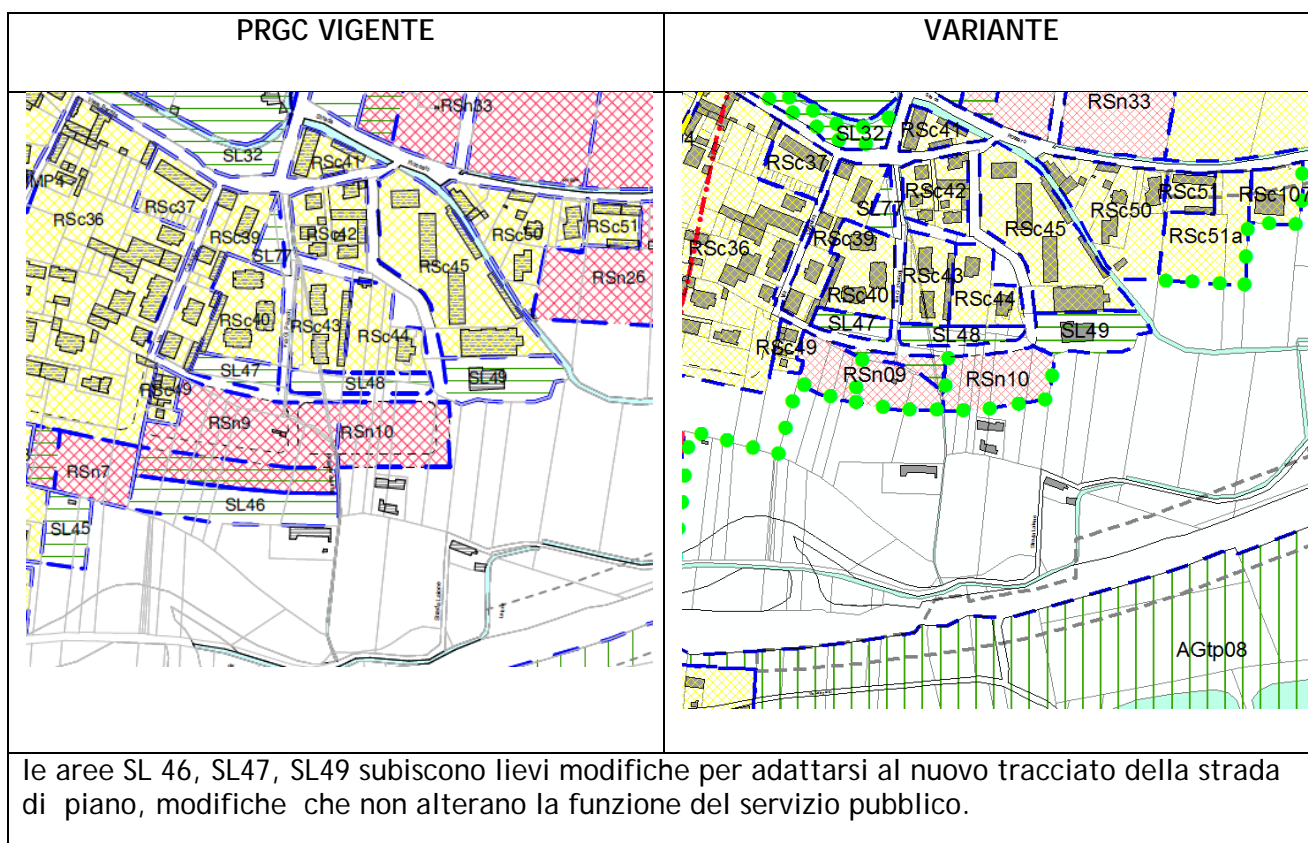 PRGC VIGENTE
VARIANTE
RSn33
SL32
RSc41
RSc37
MP4
RSc36
RSc39
RSc42
SL77
RSc45
RSc50
RSc51
RSn26
RSc40
RSc43
RSc44
SL47
SL48
SL49
RSc49
RSn9
RSn10
RSn7
SL46
SL45
Strada Lalone
RSn33
SL32
RSc41
RSc37
RSc42
RSc51
RSc107
SL77
RSc50
RSc36
RSc39
RSc45
RSc51a
RSc43
RSc40
RSc44
SL47
SL48
SL49
RSc49
RSn09
RSn10
AGtp08
le aree SL 46, SL47, SL49 subiscono lievi modifiche per adattarsi al nuovo tracciato della strada
di piano, modifiche che non alterano la funzione del servizio pubblico.